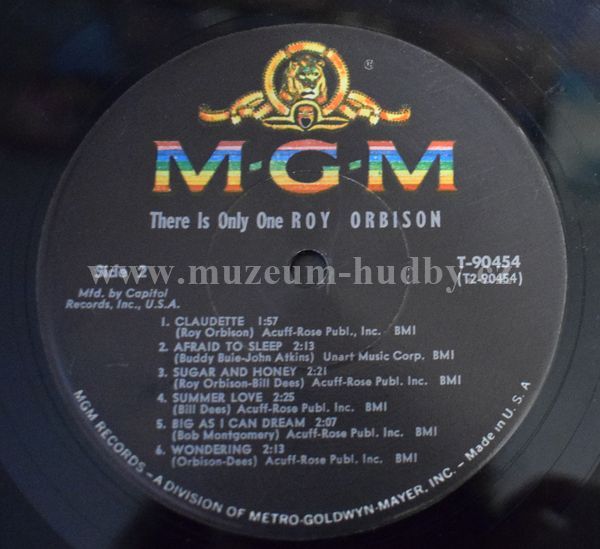 ®
M-G-M
There Is Only One ROY ORBISON
Side 2
T-90454
(T2-90454)
www.muzeum-hudby.cz
Mfd. by Capitol
Records, Inc., U.S.A.
1. CLAUDETTE 1:57
(Roy Orbison) Acuff-Rose Publ., Inc. BMI
2. AFRAID TO SLEEP 2:13
(Buddy Buie-John Atkins) Unart Music Corp. BMI
3. SUGAR AND HONEY 2:21
(Roy Orbison-Bill Dees) Acuff-Rose Publ. Inc. BMI
4. SUMMER LOVE 2:25
(Bill Dees) Acuff-Rose Publ. Inc. BMI
5. BIG AS I CAN DREAM 2:07
(Bob Montgomery) Acuff-Rose Publ. Inc. BMI
6. WONDERING 2:13
(Orbison-Dees) Acuff-Rose Publ. Inc. BMI
MGM RECORDS – A DIVISION OF METRO-GOLDWYN-MAYER, INC. – Made in U.S.A